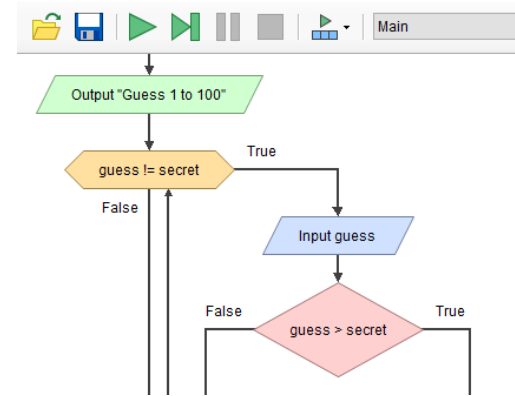 Main
Output "Guess 1 to 100"
guess != secret
True
False
Input guess
False
guess > secret
True